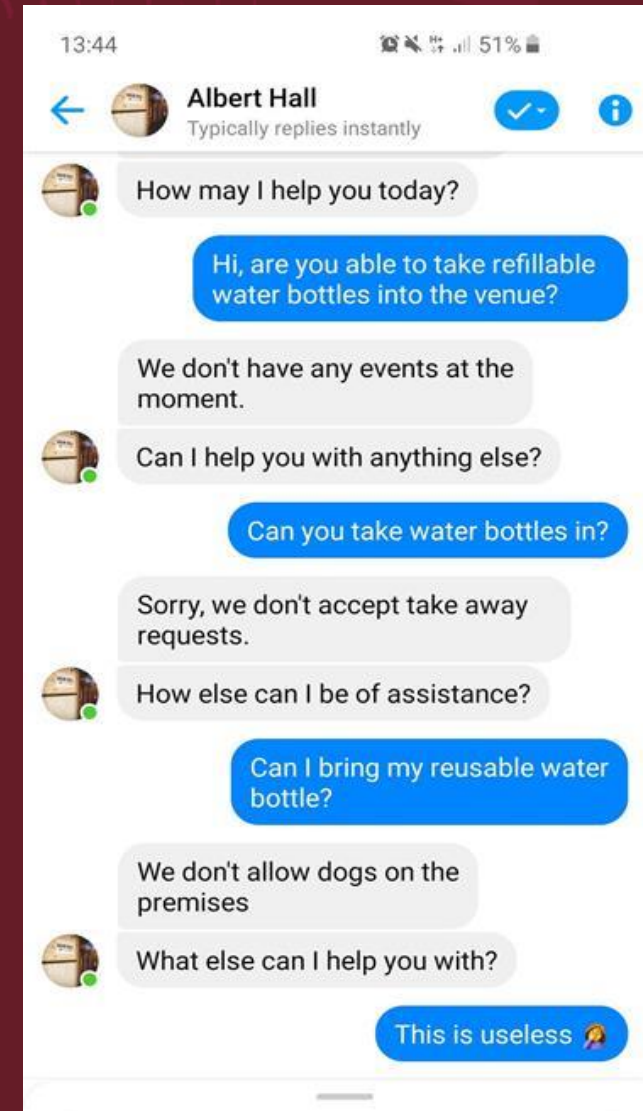 13:44
51%
Albert Hall
Typically replies instantly
How may I help you today?
Hi, are you able to take refillable
water bottles into the venue?
We don't have any events at the
moment.
Can I help you with anything else?
Can you take water bottles in?
Sorry, we don't accept take away
requests.
How else can I be of assistance?
Can I bring my reusable water
bottle?
We don't allow dogs on the
premises
What else can I help you with?
This is useless 🤦‍♀️